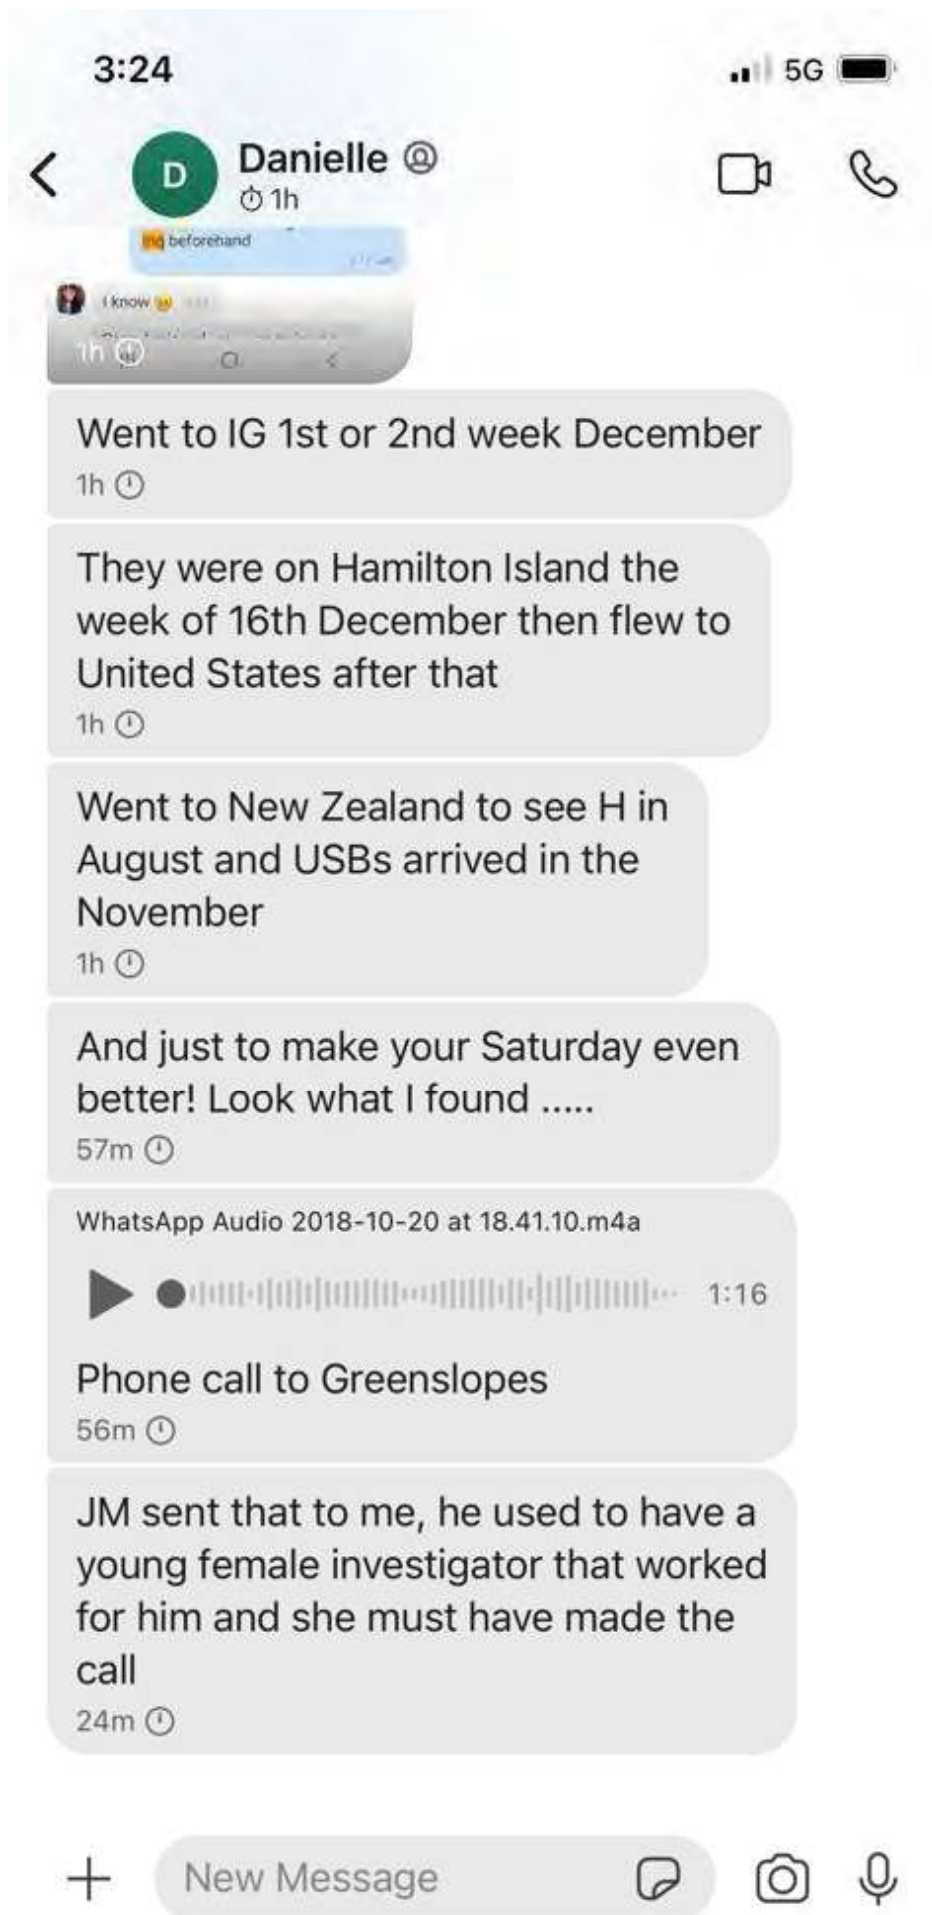 3:24
5G
D
Danielle
1h
beforehand
I know
1h
Went to IG 1st or 2nd week December
1h
They were on Hamilton Island the
week of 16th December then flew to
United States after that
1h
Went to New Zealand to see H in
August and USBs arrived in the
November
1h
And just to make your Saturday even
better! Look what I found .....
57m
WhatsApp Audio 2018-10-20 at 18.41.10.m4a
1:16
Phone call to Greenslopes
56m
JM sent that to me, he used to have a
young female investigator that worked
for him and she must have made the
call
24m
New Message